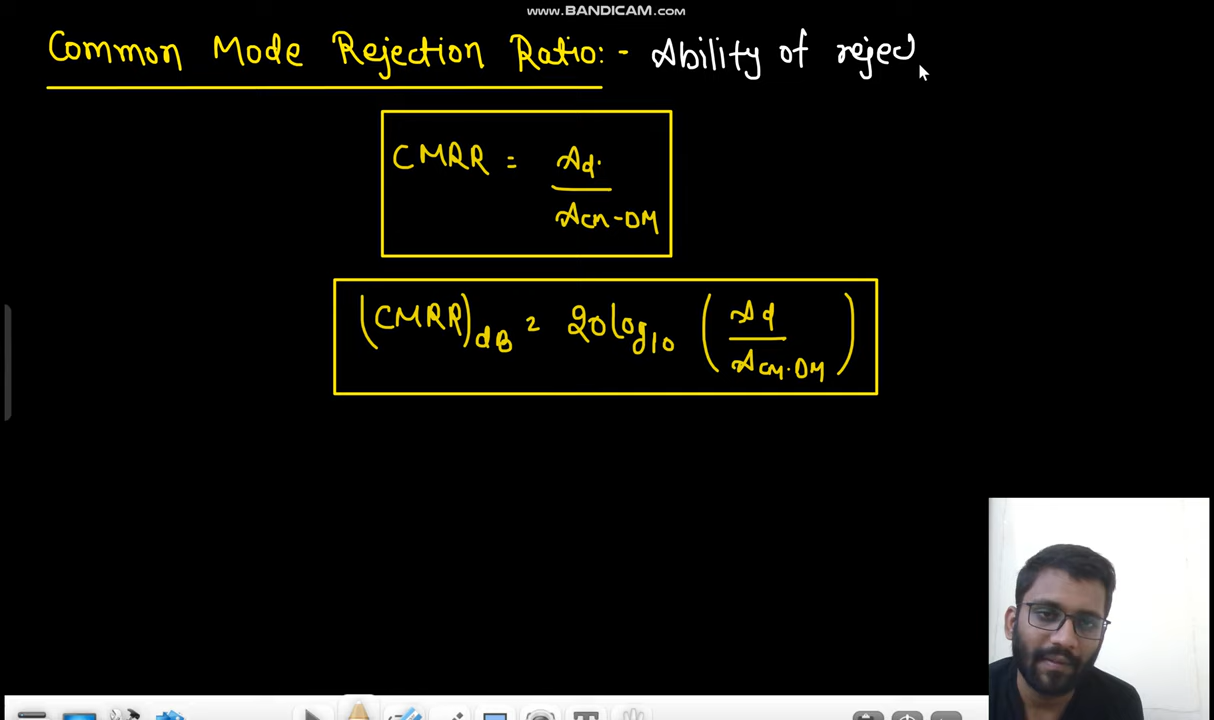 WWW.BANDICAM.COM
Common Mode Rejection Ratio:- Ability of rejec
CMRR = Ad.
ACM-DM
(CMRR)dB = 20log10 (Ad
ACM.DM)